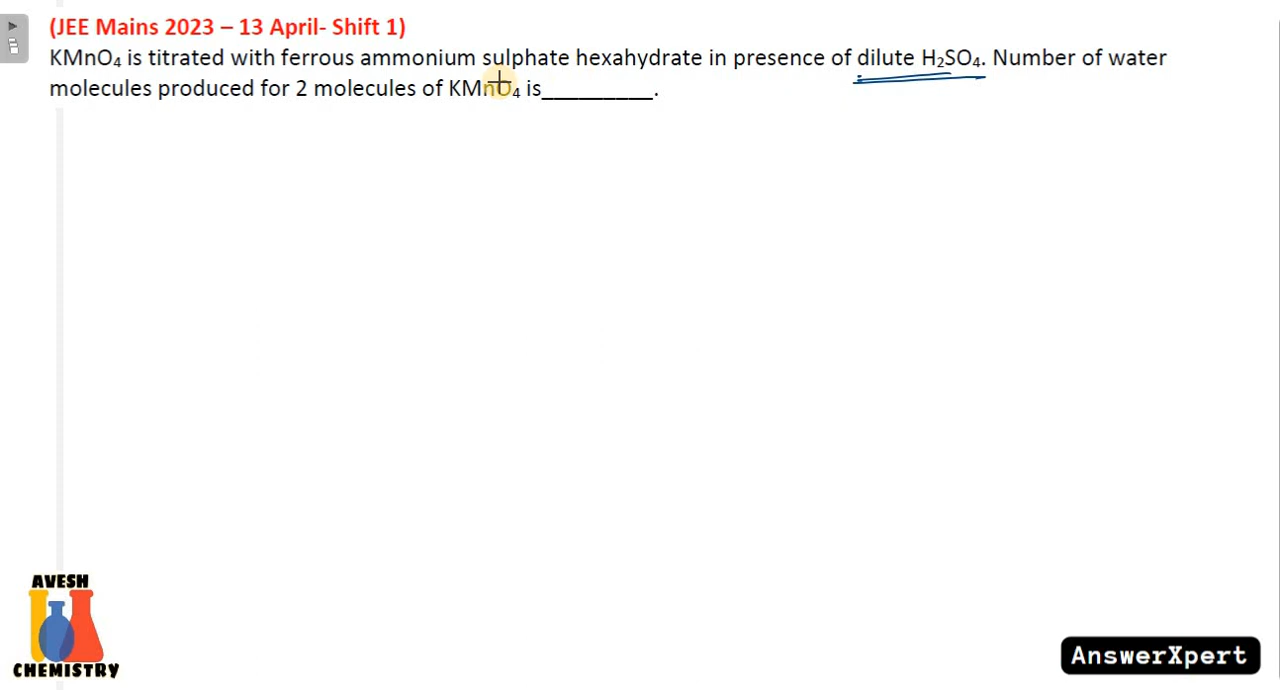 (JEE Mains 2023 – 13 April- Shift 1)
KMnO₄ is titrated with ferrous ammonium sulphate hexahydrate in presence of dilute H₂SO₄. Number of water
molecules produced for 2 molecules of KMnO₄ is_________.
AVESH
CHEMISTRY
AnswerXpert